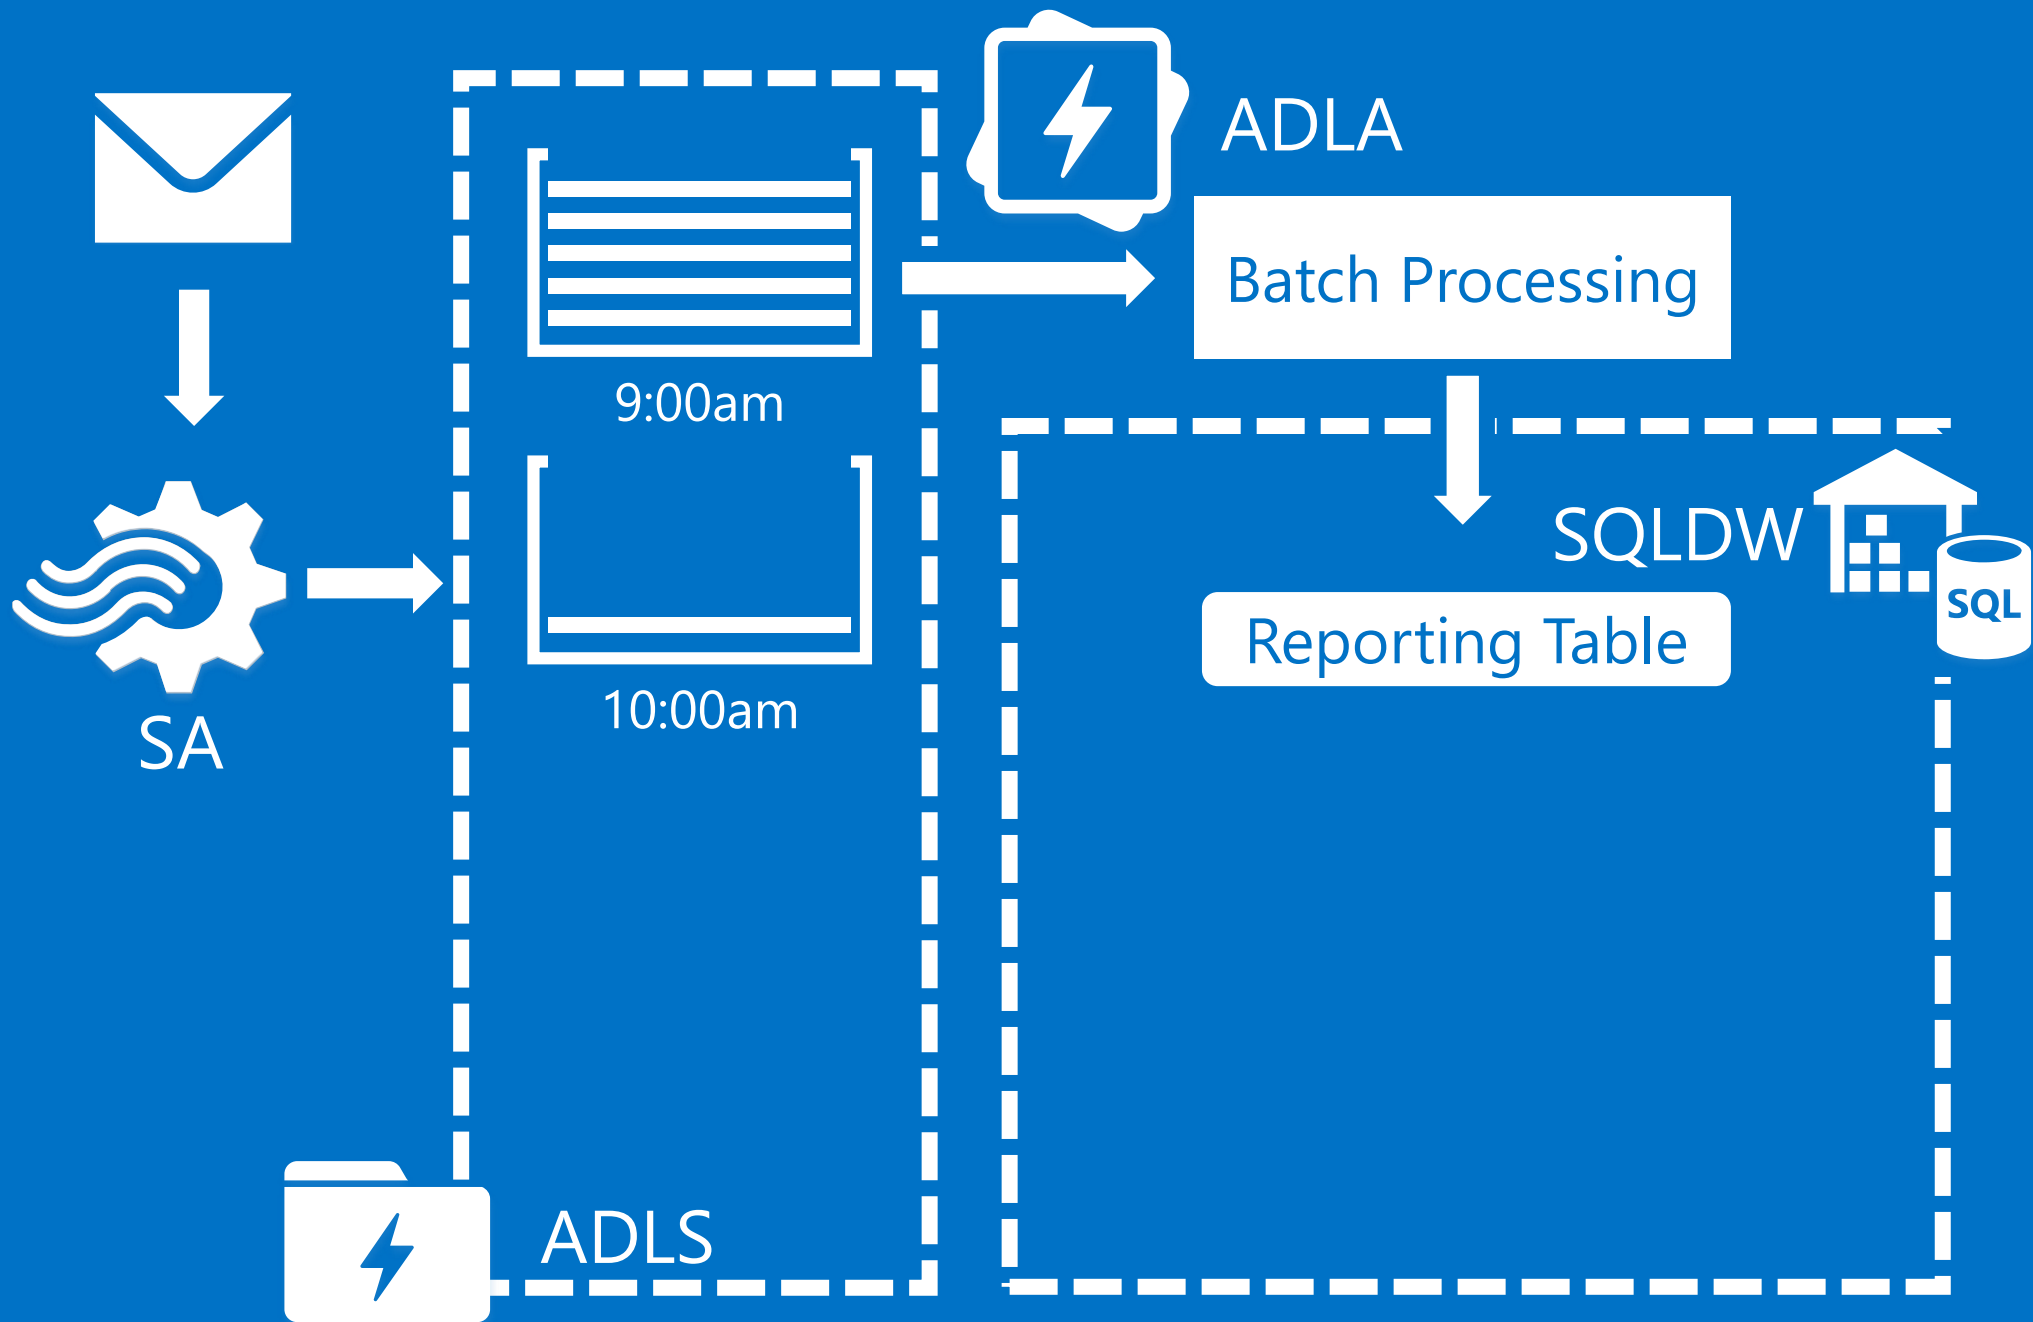 ADLA
Batch Processing
9:00am
SQLDW
SQL
Reporting Table
10:00am
SA
ADLS